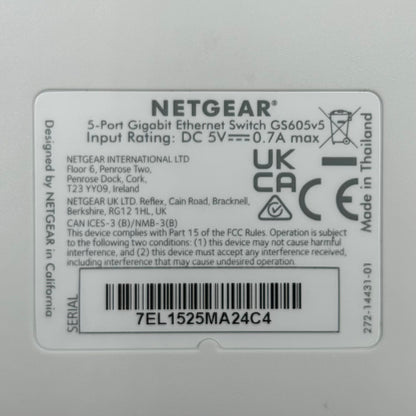 NETGEAR®
5-Port Gigabit Ethernet Switch GS605v5
Input Rating: DC 5V⎓0.7A max
NETGEAR INTERNATIONAL LTD
Floor 6, Penrose Two,
Penrose Dock, Cork,
T23 YY09, Ireland
NETGEAR UK LTD. Reflex, Cain Road, Bracknell,
Berkshire, RG12 1HL, UK
CAN ICES-3 (B)/NMB-3(B)
This device complies with Part 15 of the FCC Rules. Operation is subject
to the following two conditions: (1) this device may not cause harmful
interference, and (2) this device must accept any interference received,
including interference that may cause undesired operation.
UK
CA
CE
SERIAL
7EL1525MA24C4
Designed by NETGEAR in California
Made in Thailand
272-14431-01